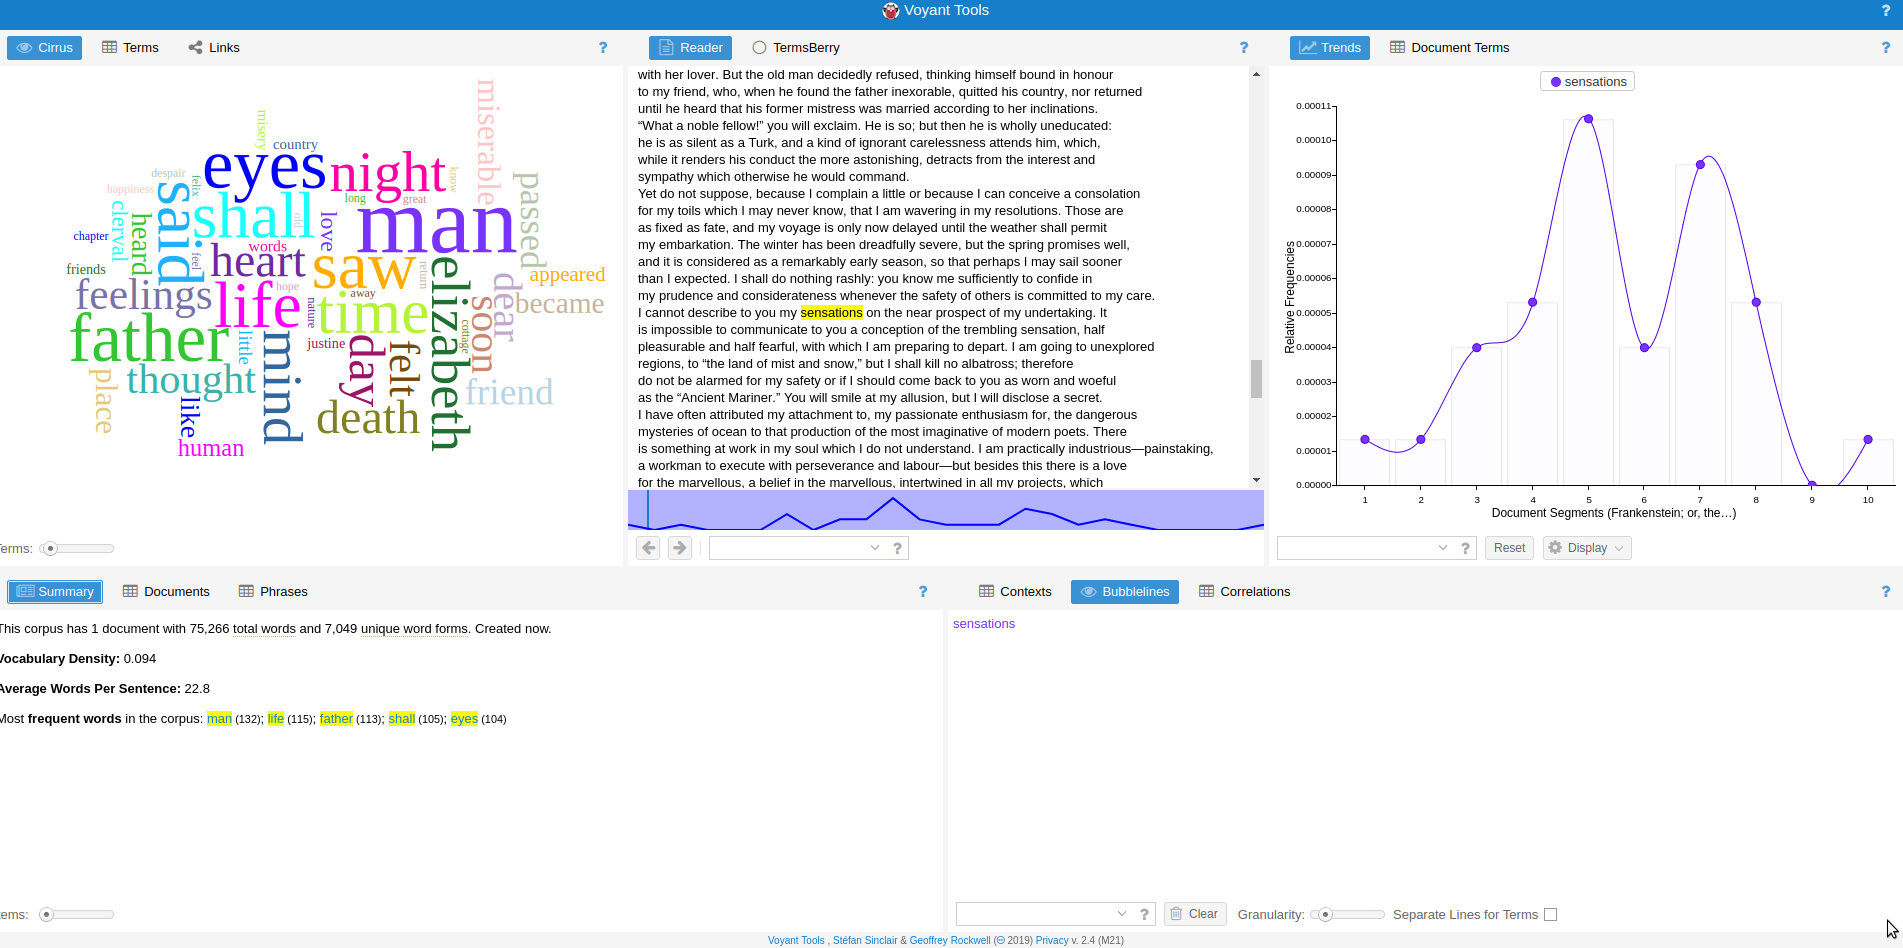 Voyant Tools
?
Cirrus
Terms
Links
?
Reader
TermsBerry
?
Trends
Document Terms
?
misery
country
miserable
eyes
night
despair
felix
know
happiness
said
long
great
passed
shall
man
clerval
heard
old
love
chapter
words
feel
heart
saw
return
elizabeth
friends
appeared
feelings
life
hope
away
dear
became
nature
time
soon
father
little
mind
justine
cottage
day
felt
place
thought
like
death
friend
human
Terms:
with her lover. But the old man decidedly refused, thinking himself bound in honour
to my friend, who, when he found the father inexorable, quitted his country, nor returned
until he heard that his former mistress was married according to her inclinations.
“What a noble fellow!” you will exclaim. He is so; but then he is wholly uneducated:
he is as silent as a Turk, and a kind of ignorant carelessness attends him, which,
while it renders his conduct the more astonishing, detracts from the interest and
sympathy which otherwise he would command.
Yet do not suppose, because I complain a little or because I can conceive a consolation
for my toils which I may never know, that I am wavering in my resolutions. Those are
as fixed as fate, and my voyage is only now delayed until the weather shall permit
my embarkation. The winter has been dreadfully severe, but the spring promises well,
and it is considered as a remarkably early season, so that perhaps I may sail sooner
than I expected. I shall do nothing rashly: you know me sufficiently to confide in
my prudence and considerateness whenever the safety of others is committed to my care.
I cannot describe to you my sensations on the near prospect of my undertaking. It
is impossible to communicate to you a conception of the trembling sensation, half
pleasurable and half fearful, with which I am preparing to depart. I am going to unexplored
regions, to “the land of mist and snow,” but I shall kill no albatross; therefore
do not be alarmed for my safety or if I should come back to you as worn and woeful
as the “Ancient Mariner.” You will smile at my allusion, but I will disclose a secret.
I have often attributed my attachment to, my passionate enthusiasm for, the dangerous
mysteries of ocean to that production of the most imaginative of modern poets. There
is something at work in my soul which I do not understand. I am practically industrious—painstaking,
a workman to execute with perseverance and labour—but besides this there is a love
for the marvellous, a belief in the marvellous, intertwined in all my projects, which
?
sensations
Relative Frequencies
0.00011
0.00010
0.00009
0.00008
0.00007
0.00006
0.00005
0.00004
0.00003
0.00002
0.00001
0.00000
1 2 3 4 5 6 7 8 9 10
Document Segments (Frankenstein; or, the…)
?
Reset
Display
Summary
Documents
Phrases
?
This corpus has 1 document with 75,266 total words and 7,049 unique word forms. Created now.
Vocabulary Density: 0.094
Average Words Per Sentence: 22.8
Most frequent words in the corpus: man (132); life (115); father (113); shall (105); eyes (104)
ems:
Contexts
Bubblelines
Correlations
?
sensations
?
Clear
Granularity:
Separate Lines for Terms
Voyant Tools , Stéfan Sinclair & Geoffrey Rockwell (© 2019) Privacy v. 2.4 (M21)